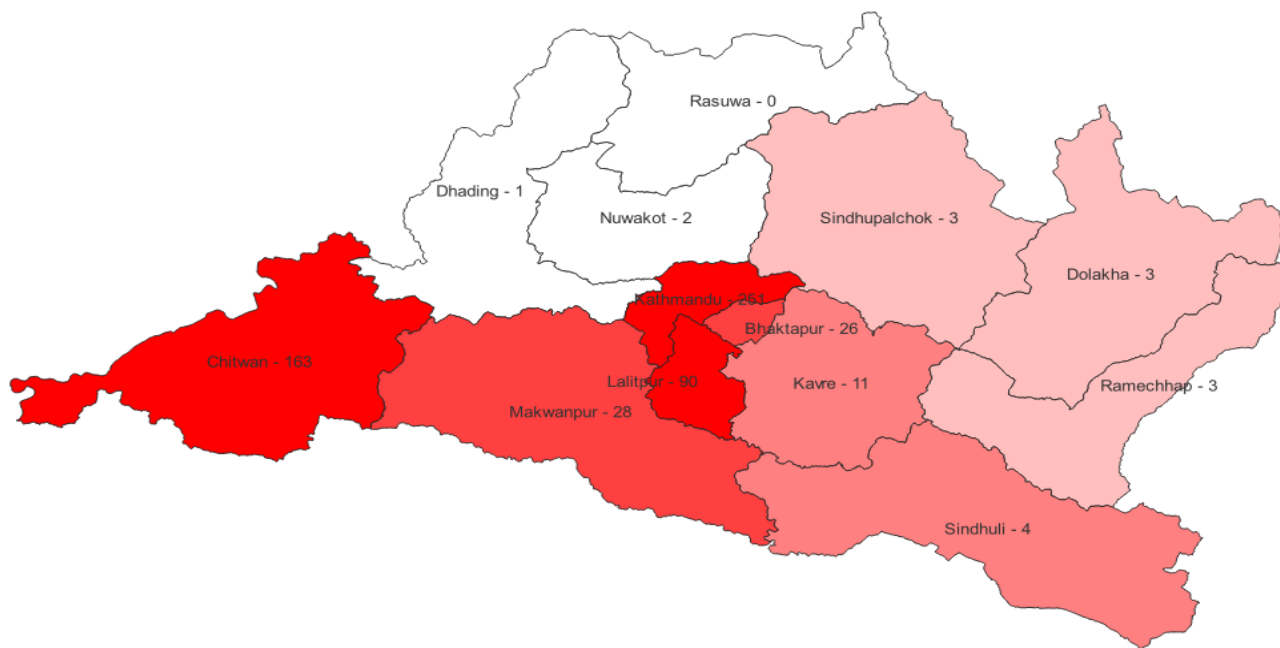 Rasuwa - 0
Dhading - 1
Nuwakot - 2
Sindhupalchok - 3
Dolakha - 3
Kathmandu - 261
Bhaktapur - 26
Chitwan - 163
Lalitpur - 90
Kavre - 11
Ramechhap - 3
Makwanpur - 28
Sindhuli - 4